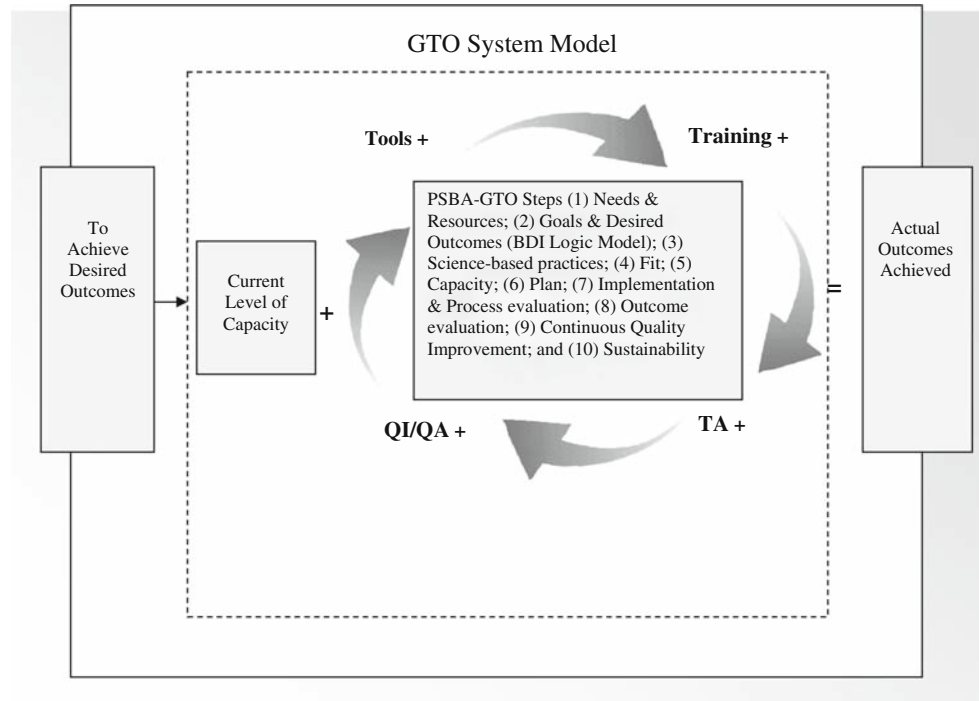 GTO System Model
Tools +
Training +
To
Achieve
Desired
Outcomes
Current
Level of
Capacity
+
PSBA-GTO Steps (1) Needs &
Resources; (2) Goals & Desired
Outcomes (BDI Logic Model); (3)
Science-based practices; (4) Fit; (5)
Capacity; (6) Plan; (7) Implementation
& Process evaluation; (8) Outcome
evaluation; (9) Continuous Quality
Improvement; and (10) Sustainability
=
Actual
Outcomes
Achieved
QI/QA +
TA +